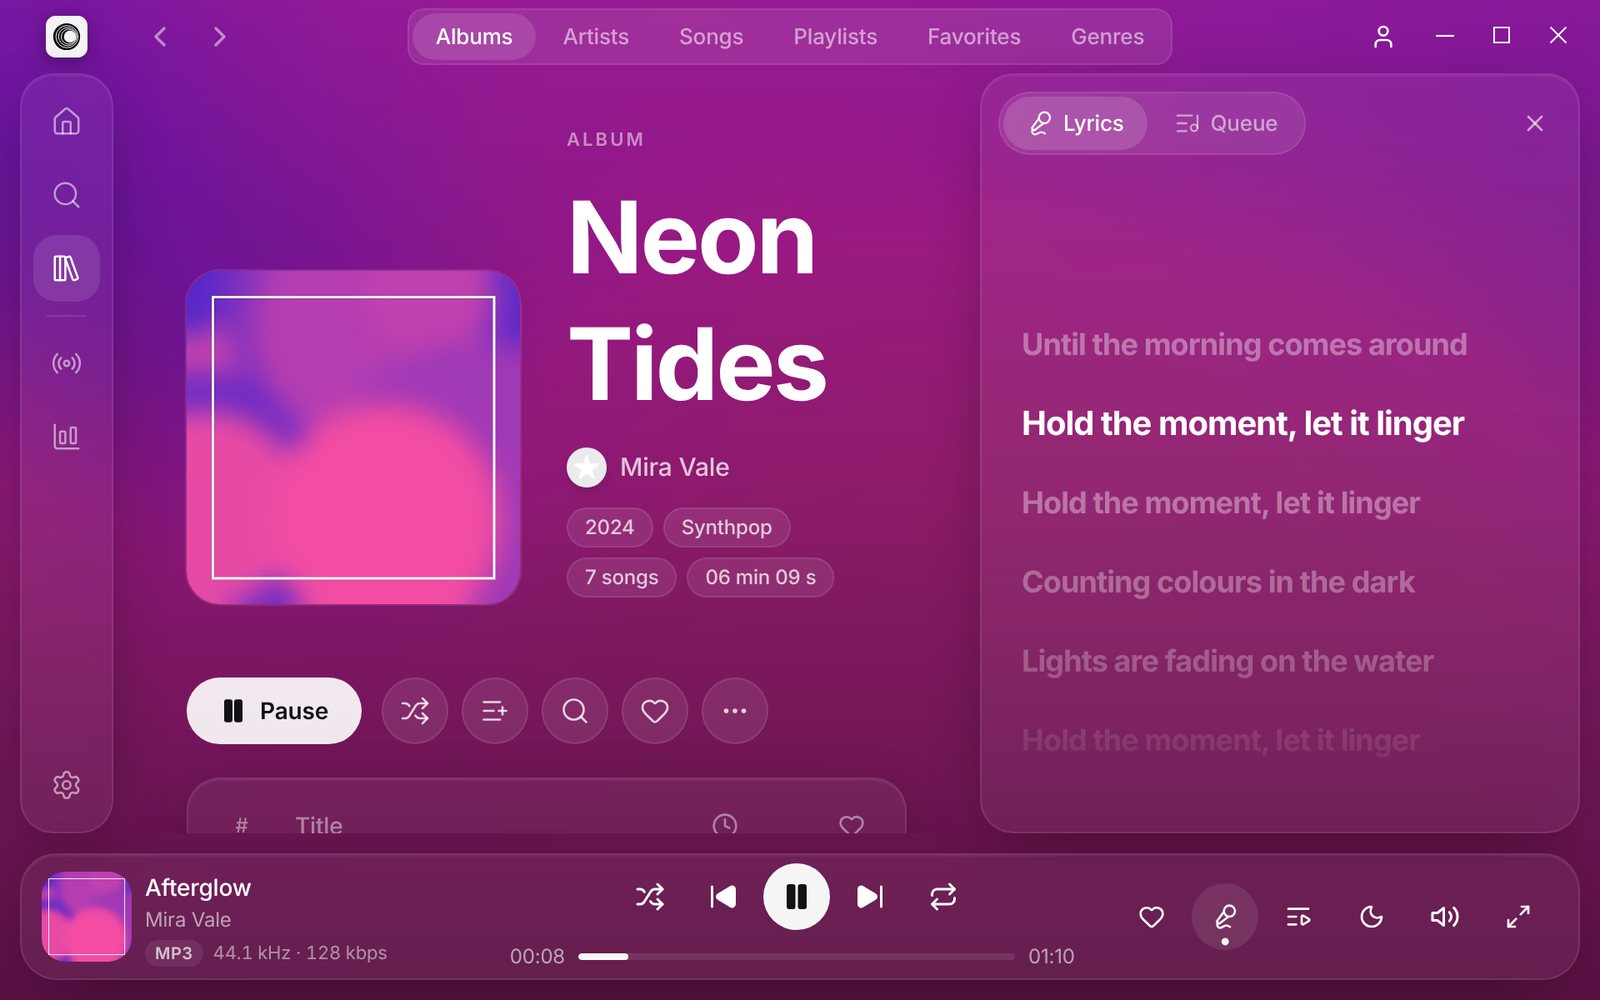 Albums
Artists
Songs
Playlists
Favorites
Genres
ALBUM
Neon
Tides
Mira Vale
2024
Synthpop
7 songs
06 min 09 s
Pause
# Title
Lyrics
Queue
Until the morning comes around
Hold the moment, let it linger
Hold the moment, let it linger
Counting colours in the dark
Lights are fading on the water
Hold the moment, let it linger
Afterglow
Mira Vale
MP3 44.1 kHz · 128 kbps
00:08
01:10